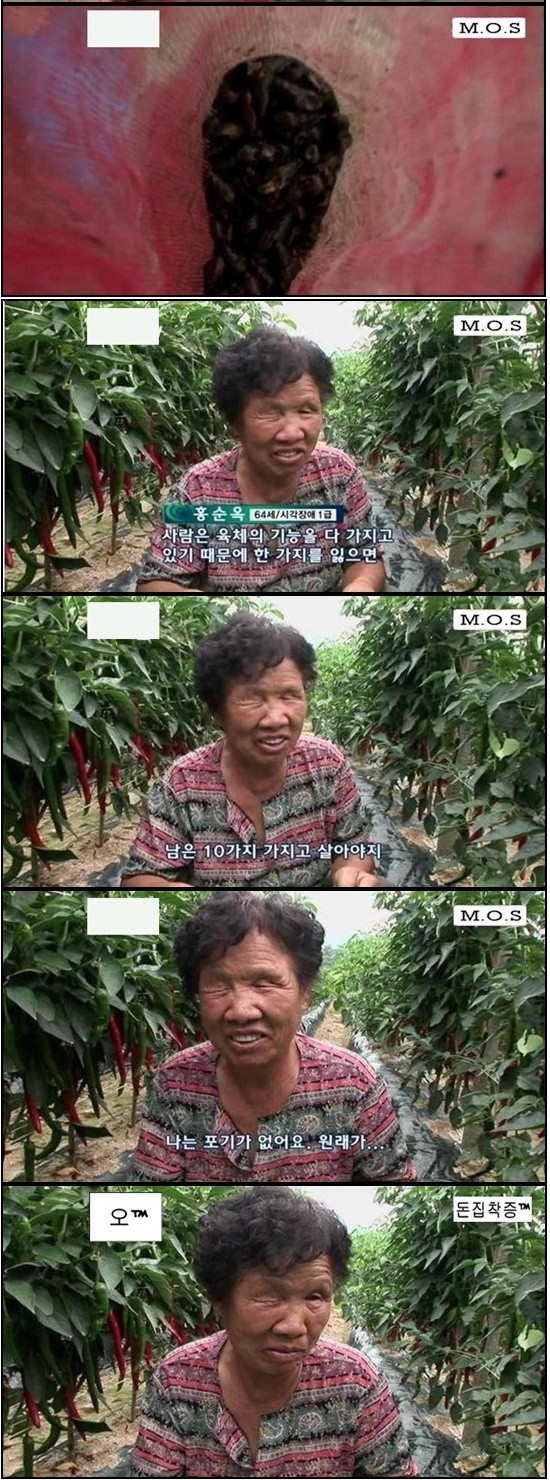 M.O.S
M.O.S
홍순옥 64세/시각장애 1급
사람은 육체의 기능을 다 가지고
있기 때문에 한 가지를 잃으면
M.O.S
남은 10가지 가지고 살아야지
M.O.S
나는 포기가 없어요. 원래가...
오™
돈집착증™